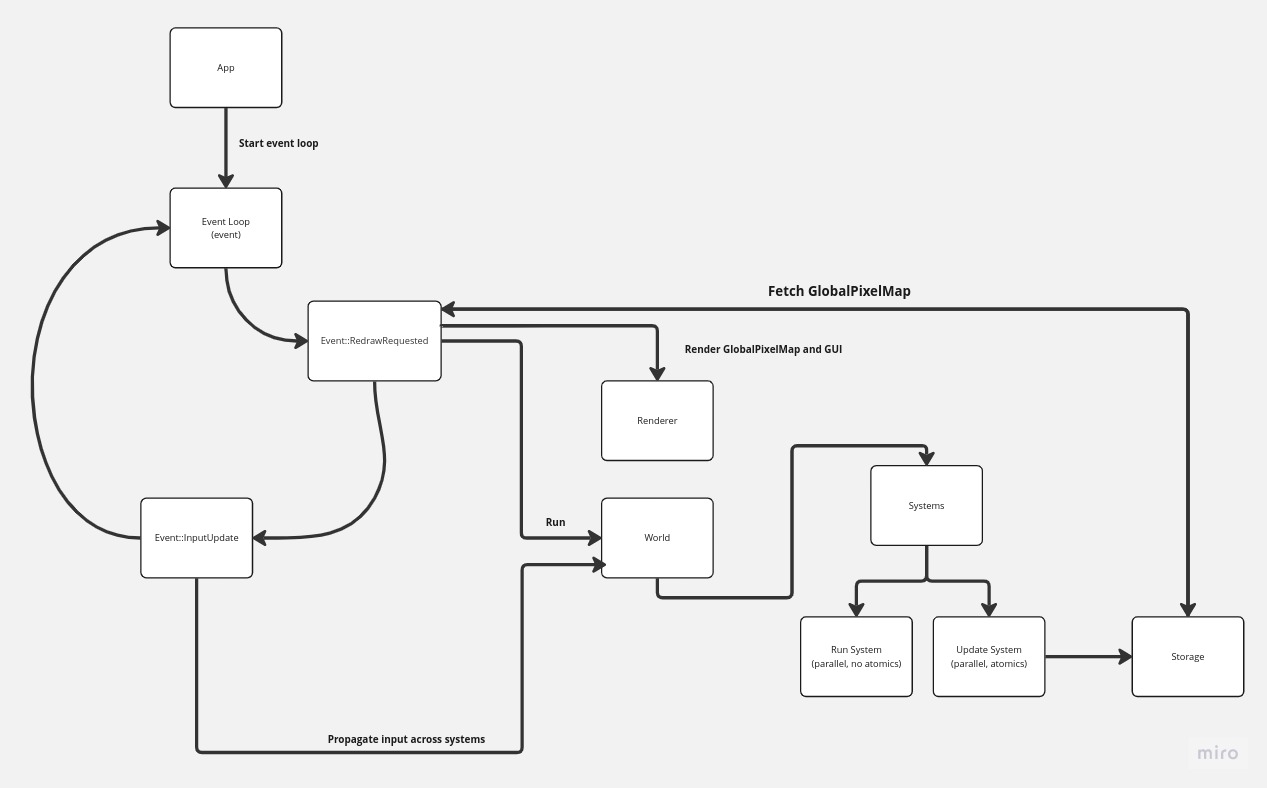 App
Start event loop
Event Loop
(event)
Fetch GlobalPixelMap
Event::RedrawRequested
Render GlobalPixelMap and GUI
Renderer
Systems
Run
Event::InputUpdate
World
Run System
(parallel, no atomics)
Update System
(parallel, atomics)
Storage
Propagate input across systems
miro